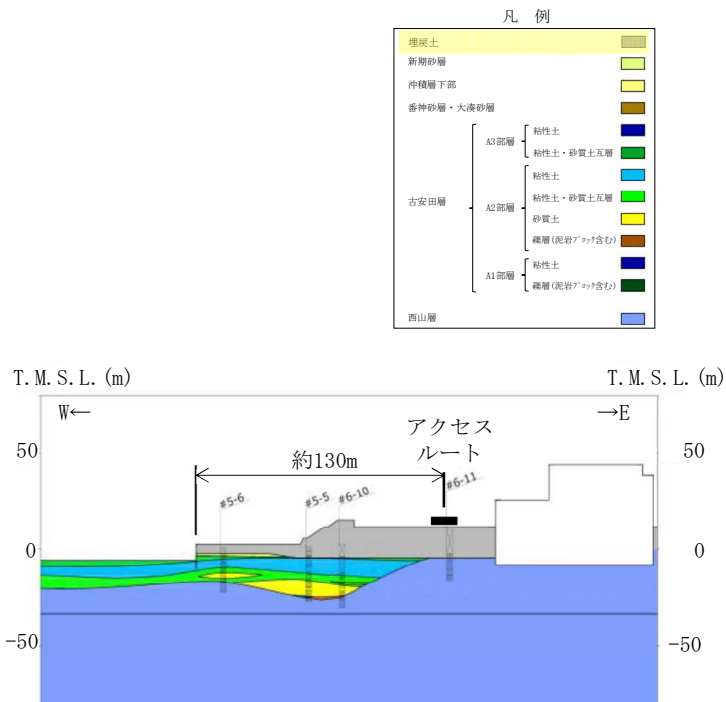 凡 例
埋戻土
新期砂層
沖積層下部
番神砂層・大湊砂層
古安田層
A3部層
粘性土
粘性土・砂質土互層
A2部層
粘性土
粘性土・砂質土互層
砂質土
礫層(泥岩ブロック含む)
A1部層
粘性土
礫層(泥岩ブロック含む)
西山層
T.M.S.L.(m)
T.M.S.L.(m)
W←
→E
アクセス
ルート
約130m
#5-6
#5-5
#6-10
#6-11
50
50
0
0
-50
-50